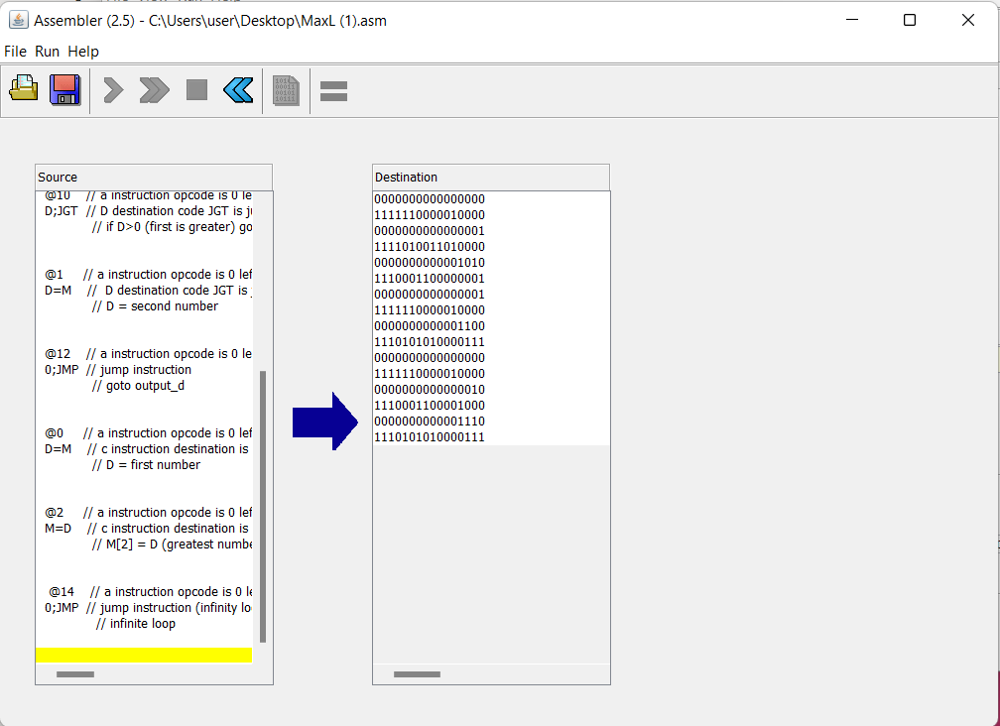 Assembler (2.5) - C:\Users\user\Desktop\MaxL (1).asm
File Run Help
Source
@10 // a instruction opcode is 0 lef
D;JGT // D destination code JGT is ju
// if D>0 (first is greater) go
@1 // a instruction opcode is 0 lef
D=M // D destination code JGT is j
// D = second number
@12 // a instruction opcode is 0 le
0;JMP // jump instruction
// goto output_d
@0 // a instruction opcode is 0 left
D=M // c instruction destination is
// D = first number
@2 // a instruction opcode is 0 left
M=D // c instruction destination is
// M[2] = D (greatest numbe
@14 // a instruction opcode is 0 le
0;JMP // jump instruction (infinity lo
// infinite loop
Destination
0000000000000000
1111110000010000
0000000000000001
1111010011010000
0000000000001010
1110001100000001
0000000000000001
1111110000010000
0000000000001100
1110101010000111
0000000000000000
1111110000010000
0000000000000010
1110001100001000
0000000000001110
1110101010000111